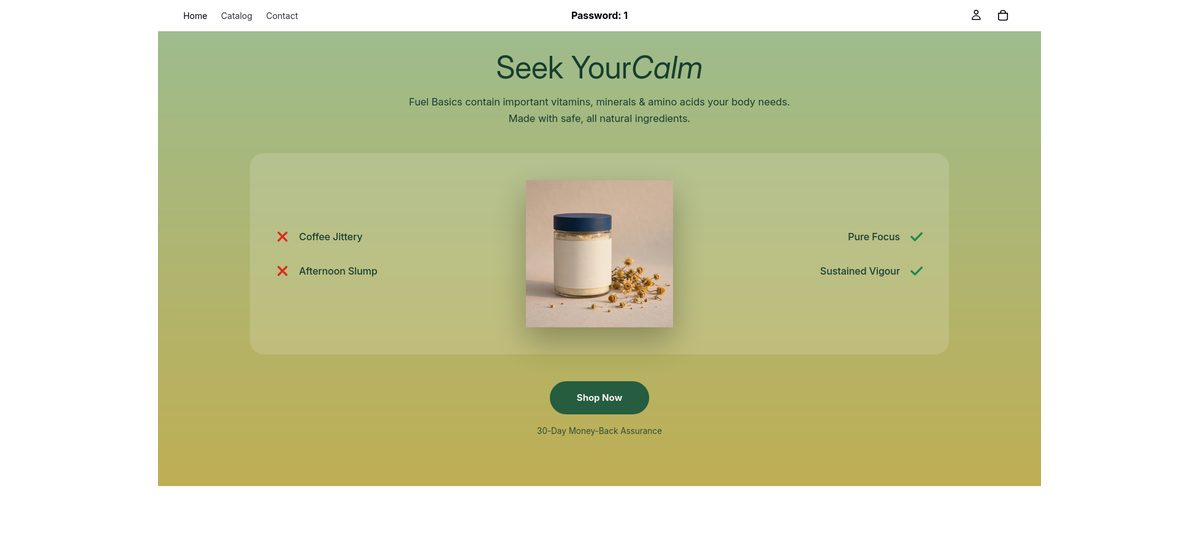 Home Catalog Contact
Password: 1
Seek YourCalm
Fuel Basics contain important vitamins, minerals & amino acids your body needs.
Made with safe, all natural ingredients.
Coffee Jittery
Afternoon Slump
Pure Focus
Sustained Vigour
Shop Now
30-Day Money-Back Assurance